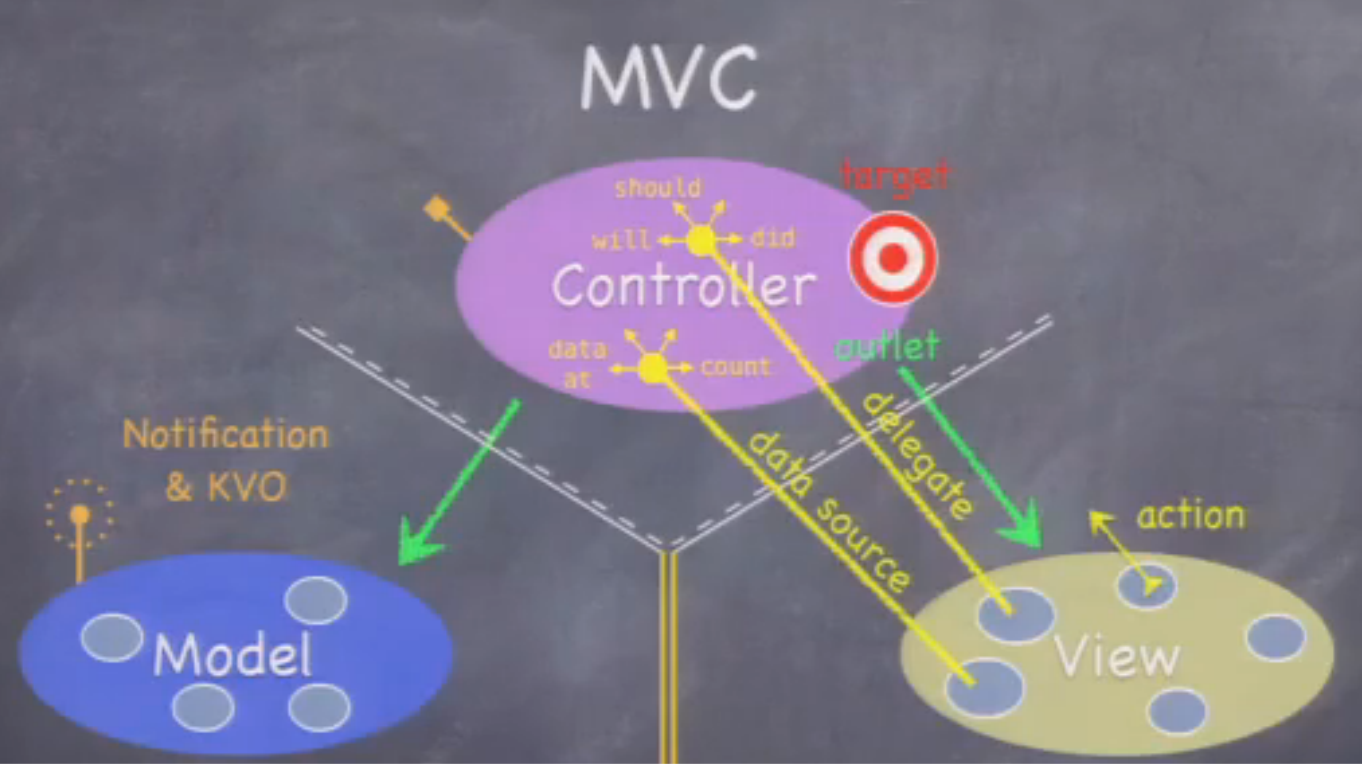 MVC
target
should
will
did
Controller
data
at
count
outlet
delegate
data source
Notification
& KVO
action
Model
View